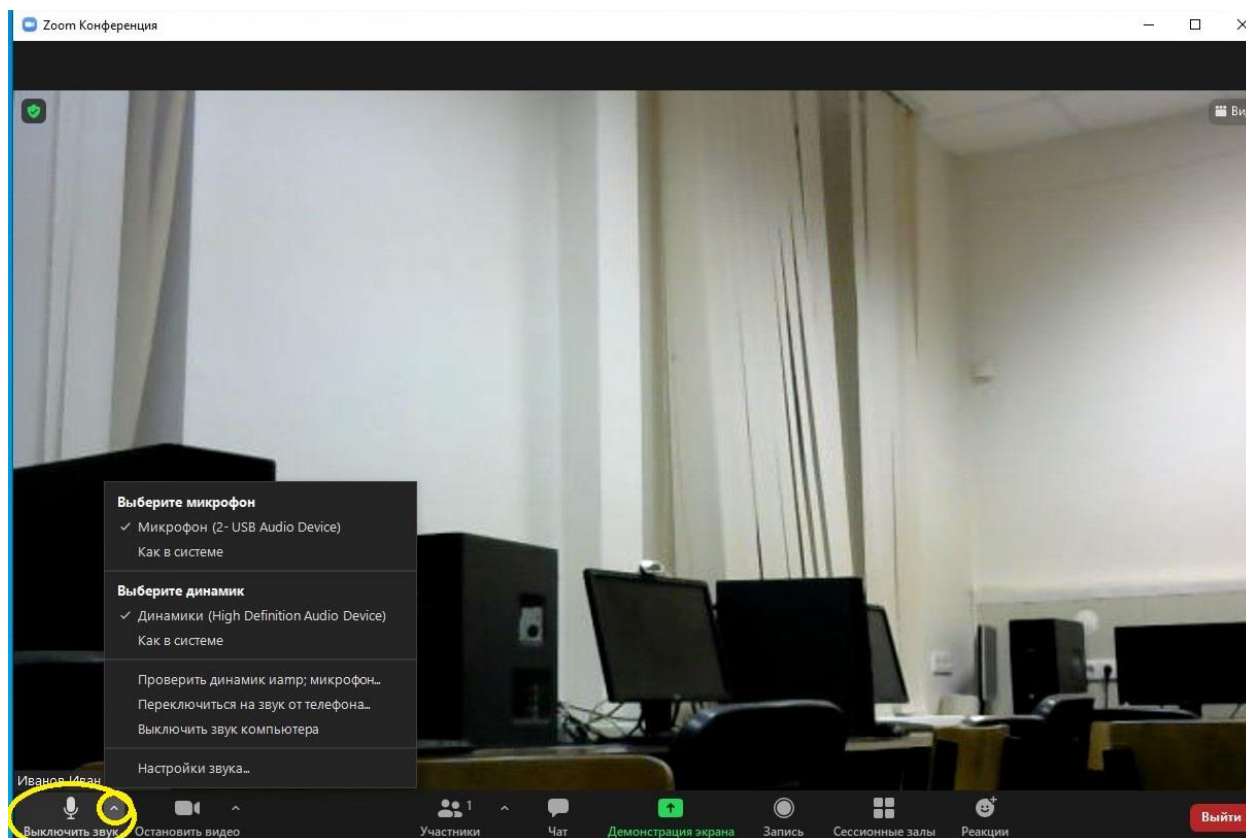 Zoom Конференция
Ви
Выберите микрофон
✓ Микрофон (2- USB Audio Device)
Как в системе
Выберите динамик
✓ Динамики (High Definition Audio Device)
Как в системе
Проверить динамик иamp; микрофон...
Переключиться на звук от телефона...
Выключить звук компьютера
Настройки звука...
Иванов Иван
Выключить звук
Остановить видео
Участники 1
Чат
Демонстрация экрана
Запись
Сессионные залы
Реакции
Выйти